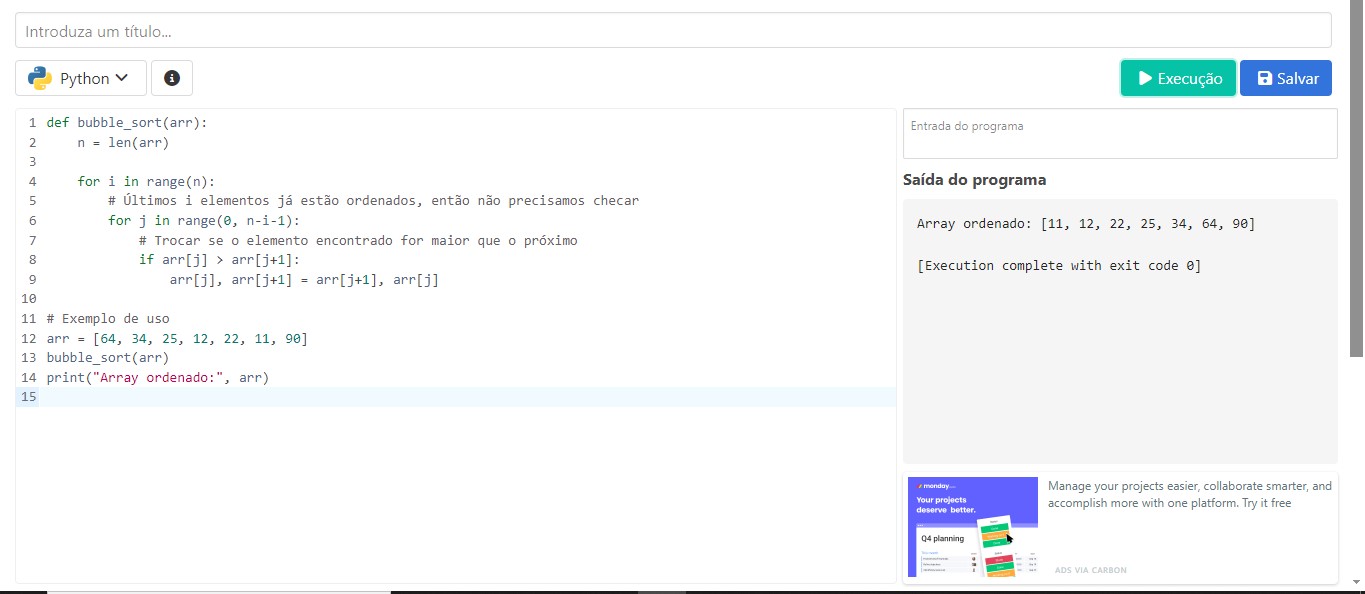 Introduza um título...
Python
Execução
Salvar
1 def bubble_sort(arr):
2     n = len(arr)
3
4     for i in range(n):
5         # Últimos i elementos já estão ordenados, então não precisamos checar
6         for j in range(0, n-i-1):
7             # Trocar se o elemento encontrado for maior que o próximo
8             if arr[j] > arr[j+1]:
9                 arr[j], arr[j+1] = arr[j+1], arr[j]
10
11 # Exemplo de uso
12 arr = [64, 34, 25, 12, 22, 11, 90]
13 bubble_sort(arr)
14 print("Array ordenado:", arr)
15
Entrada do programa
Saída do programa
Array ordenado: [11, 12, 22, 25, 34, 64, 90]
[Execution complete with exit code 0]
monday
Your projects
deserve better.
Q4 planning
Manage your projects easier, collaborate smarter, and
accomplish more with one platform. Try it free
ADS VIA CARBON